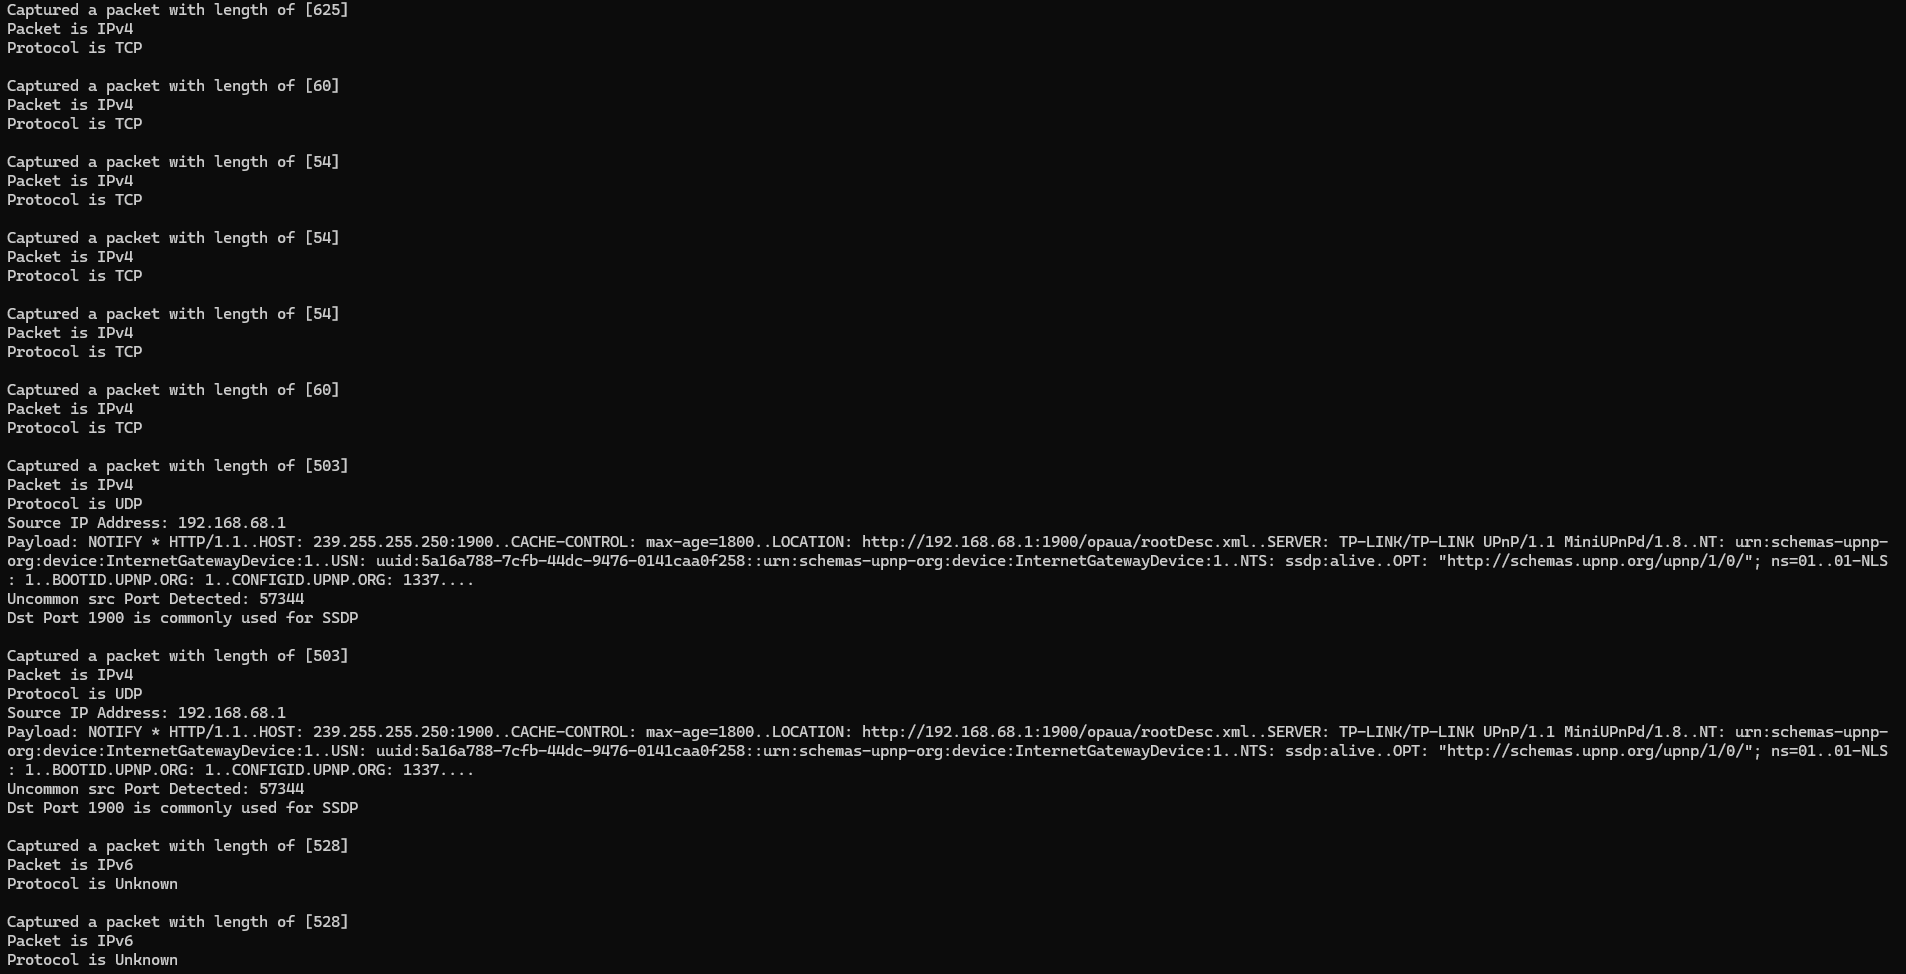 Captured a packet with length of [625]
Packet is IPv4
Protocol is TCP
Captured a packet with length of [60]
Packet is IPv4
Protocol is TCP
Captured a packet with length of [54]
Packet is IPv4
Protocol is TCP
Captured a packet with length of [54]
Packet is IPv4
Protocol is TCP
Captured a packet with length of [54]
Packet is IPv4
Protocol is TCP
Captured a packet with length of [60]
Packet is IPv4
Protocol is TCP
Captured a packet with length of [503]
Packet is IPv4
Protocol is UDP
Source IP Address: 192.168.68.1
Payload: NOTIFY * HTTP/1.1..HOST: 239.255.255.250:1900..CACHE-CONTROL: max-age=1800..LOCATION: http://192.168.68.1:1900/opaua/rootDesc.xml..SERVER: TP-LINK/TP-LINK UPnP/1.1 MiniUPnPd/1.8..NT: urn:schemas-upnp-
org:device:InternetGatewayDevice:1..USN: uuid:5a16a788-7cfb-44dc-9476-0141caa0f258::urn:schemas-upnp-org:device:InternetGatewayDevice:1..NTS: ssdp:alive..OPT: "http://schemas.upnp.org/upnp/1/0/"; ns=01..01-NLS
: 1..BOOTID.UPNP.ORG: 1..CONFIGID.UPNP.ORG: 1337....
Uncommon src Port Detected: 57344
Dst Port 1900 is commonly used for SSDP
Captured a packet with length of [503]
Packet is IPv4
Protocol is UDP
Source IP Address: 192.168.68.1
Payload: NOTIFY * HTTP/1.1..HOST: 239.255.255.250:1900..CACHE-CONTROL: max-age=1800..LOCATION: http://192.168.68.1:1900/opaua/rootDesc.xml..SERVER: TP-LINK/TP-LINK UPnP/1.1 MiniUPnPd/1.8..NT: urn:schemas-upnp-
org:device:InternetGatewayDevice:1..USN: uuid:5a16a788-7cfb-44dc-9476-0141caa0f258::urn:schemas-upnp-org:device:InternetGatewayDevice:1..NTS: ssdp:alive..OPT: "http://schemas.upnp.org/upnp/1/0/"; ns=01..01-NLS
: 1..BOOTID.UPNP.ORG: 1..CONFIGID.UPNP.ORG: 1337....
Uncommon src Port Detected: 57344
Dst Port 1900 is commonly used for SSDP
Captured a packet with length of [528]
Packet is IPv6
Protocol is Unknown
Captured a packet with length of [528]
Packet is IPv6
Protocol is Unknown